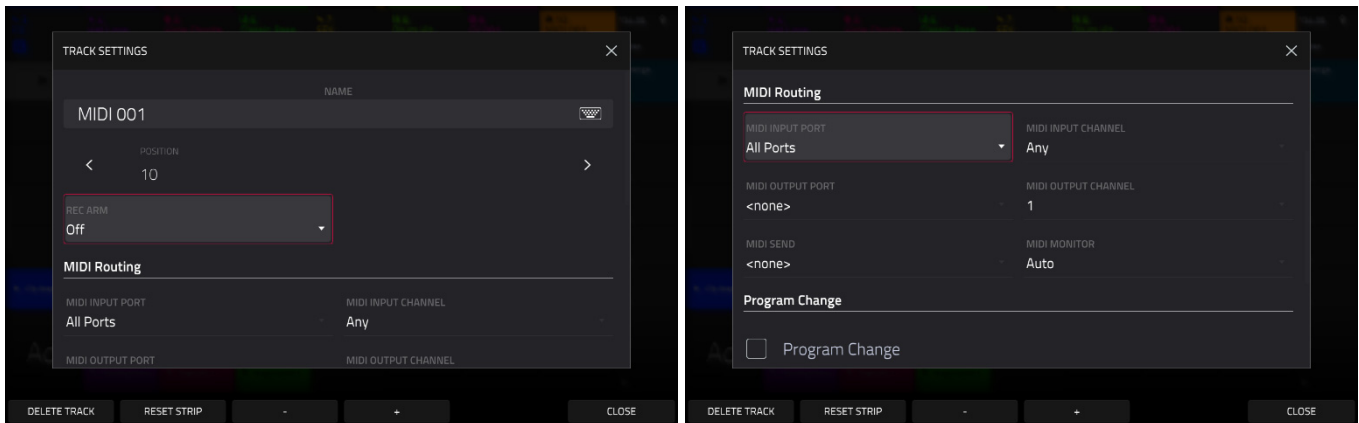 TRACK SETTINGS
NAME
MIDI 001
POSITION
10
REC ARM
Off
MIDI Routing
MIDI INPUT PORT MIDI INPUT CHANNEL
All Ports Any
MIDI OUTPUT PORT MIDI OUTPUT CHANNEL
DELETE TRACK RESET STRIP - + CLOSE
TRACK SETTINGS
MIDI Routing
MIDI INPUT PORT MIDI INPUT CHANNEL
All Ports Any
MIDI OUTPUT PORT MIDI OUTPUT CHANNEL
<none> 1
MIDI SEND MIDI MONITOR
<none> Auto
Program Change
Program Change
DELETE TRACK RESET STRIP - + CLOSE